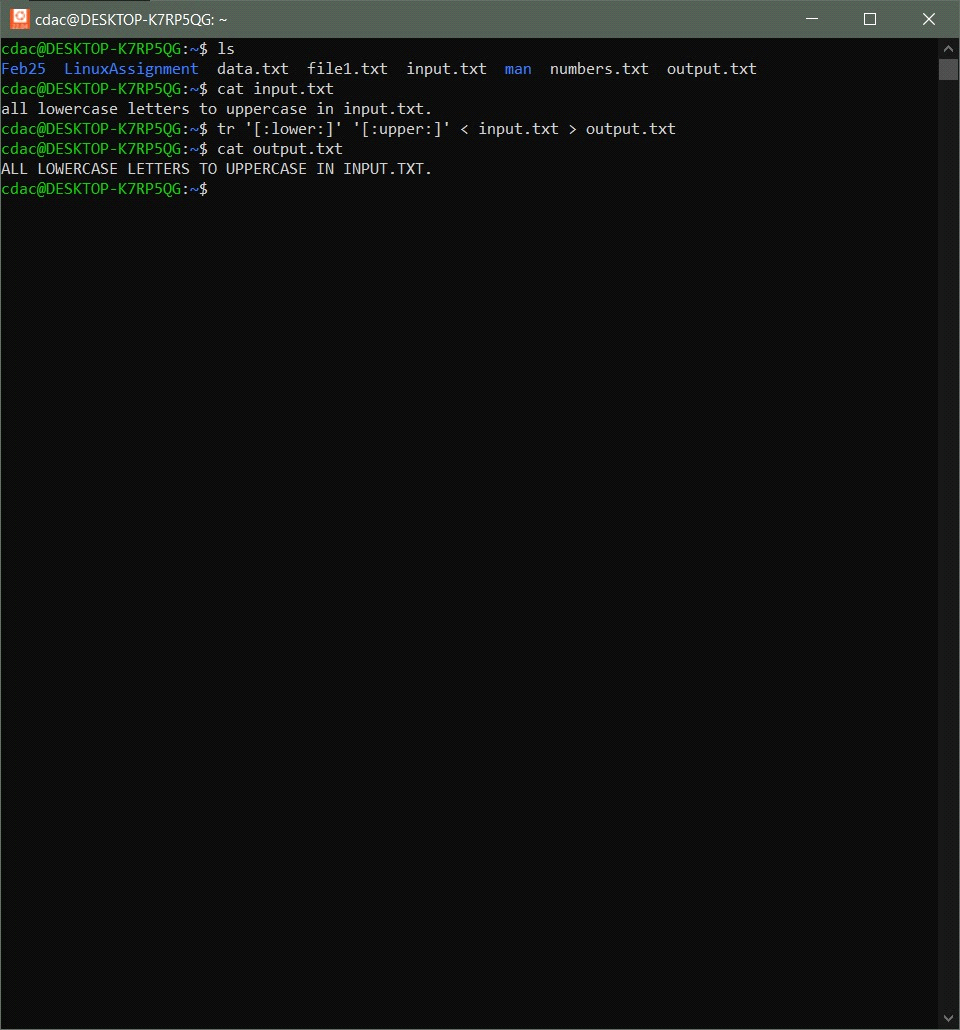 cdac@DESKTOP-K7RP5QG: ~
cdac@DESKTOP-K7RP5QG:~$ ls
Feb25  LinuxAssignment  data.txt  file1.txt  input.txt  man  numbers.txt  output.txt
cdac@DESKTOP-K7RP5QG:~$ cat input.txt
all lowercase letters to uppercase in input.txt.
cdac@DESKTOP-K7RP5QG:~$ tr '[:lower:]' '[:upper:]' < input.txt > output.txt
cdac@DESKTOP-K7RP5QG:~$ cat output.txt
ALL LOWERCASE LETTERS TO UPPERCASE IN INPUT.TXT.
cdac@DESKTOP-K7RP5QG:~$